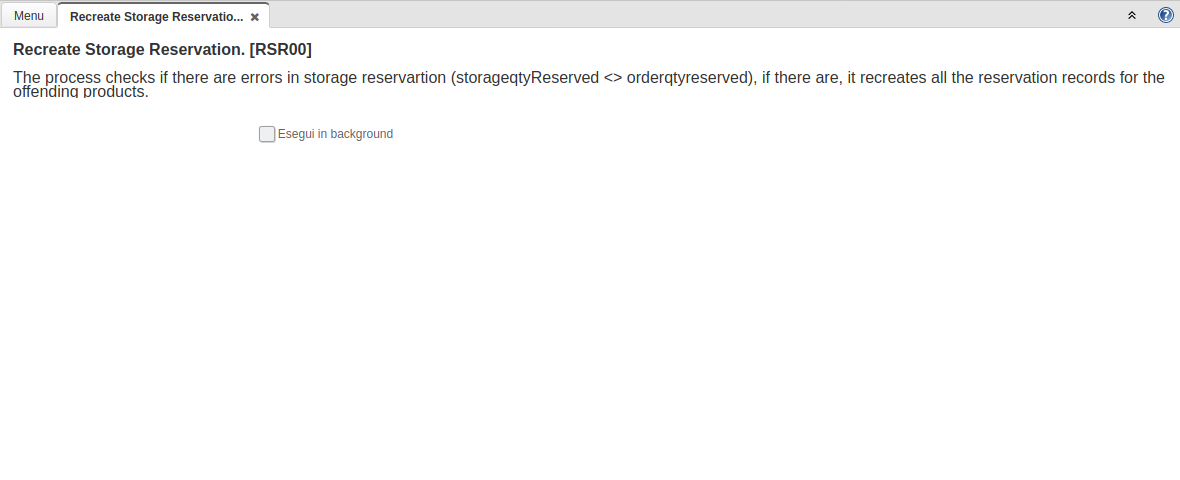 Menu
Recreate Storage Reservatio...
Recreate Storage Reservation. [RSR00]
The process checks if there are errors in storage reservartion (storageqtyReserved <> orderqtyreserved), if there are, it recreates all the reservation records for the
offending products.
Esegui in background